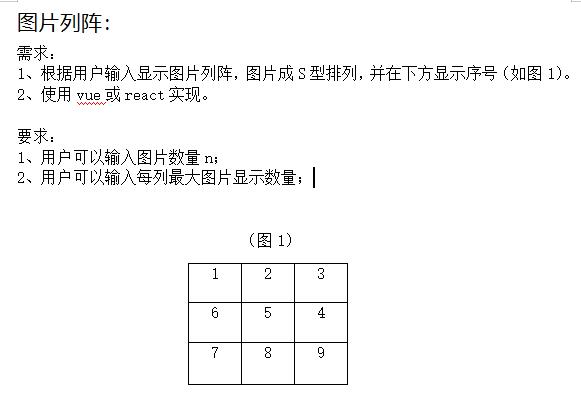 图片列阵：
需求：
1、根据用户输入显示图片列阵，图片成S型排列，并在下方显示序号（如图1）。
2、使用 vue 或 react 实现。
要求：
1、用户可以输入图片数量 n；
2、用户可以输入每列最大图片显示数量；
（图 1）
1 2 3
6 5 4
7 8 9